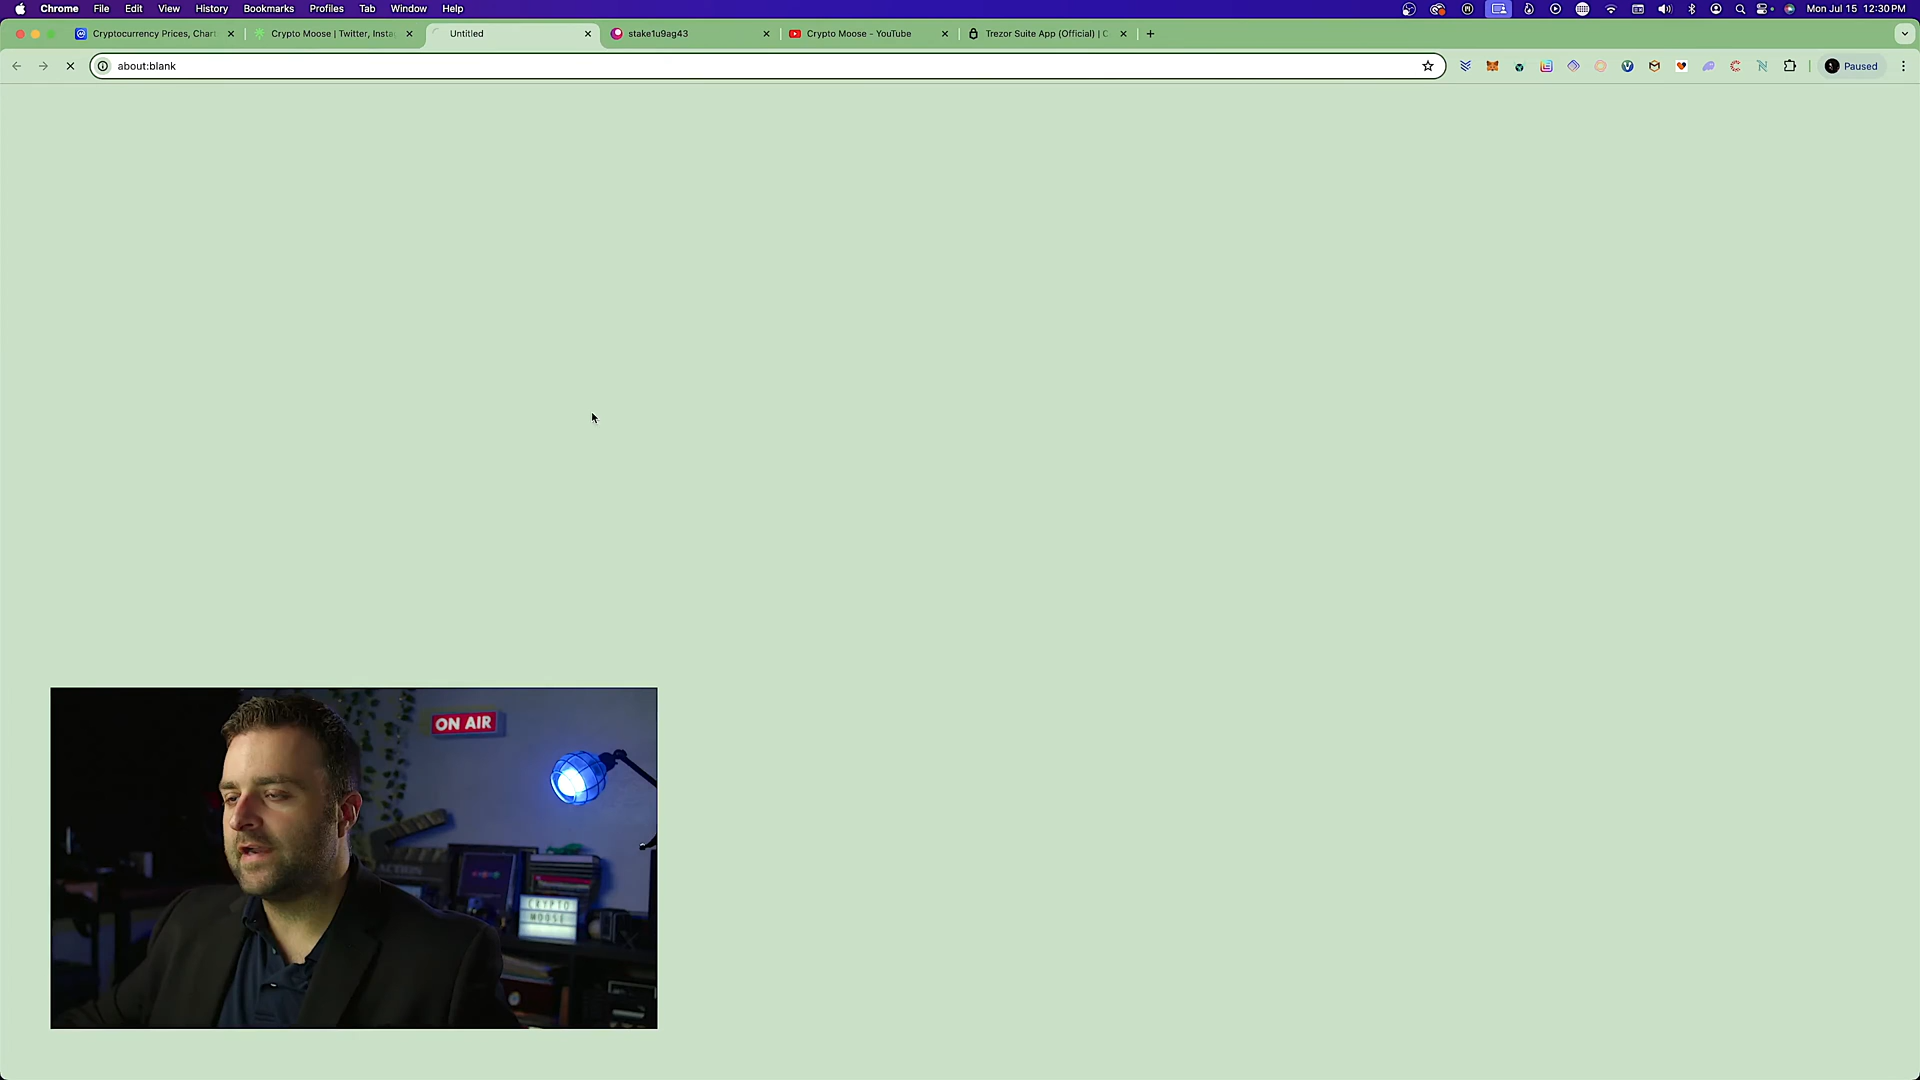 Chrome File Edit View History Bookmarks Profiles Tab Window Help Mon Jul 15 12:30 PM
Cryptocurrency Prices, Char Crypto Moose | Twitter, Insta Untitled stake1u9ag43 Crypto Moose - YouTube Trezor Suite App (Official) | C
about:blank Paused
ON AIR
ACTION
CRYPTO
MOOSE